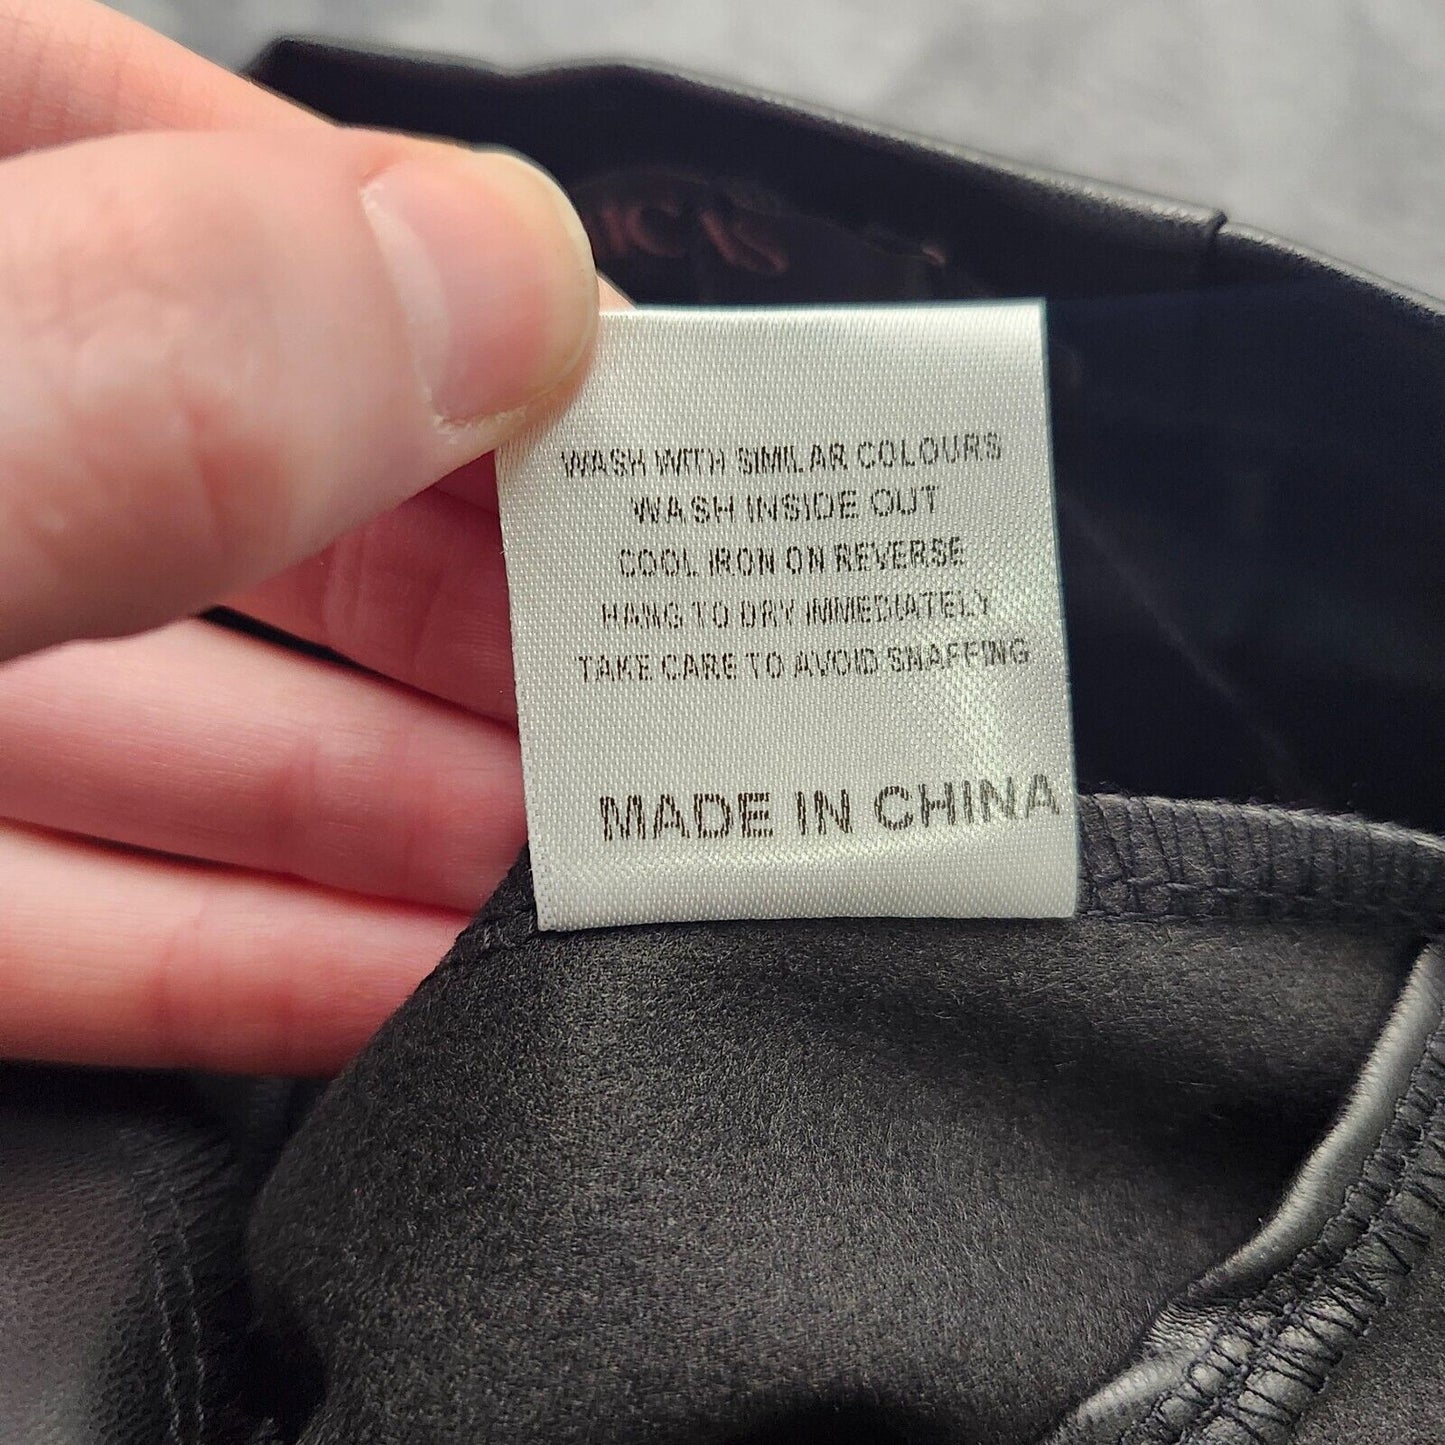 WASH WITH SIMILAR COLOURS
WASH INSIDE OUT
COOL IRON ON REVERSE
HANG TO DRY IMMEDIATELY
TAKE CARE TO AVOID SNAFFING
MADE IN CHINA